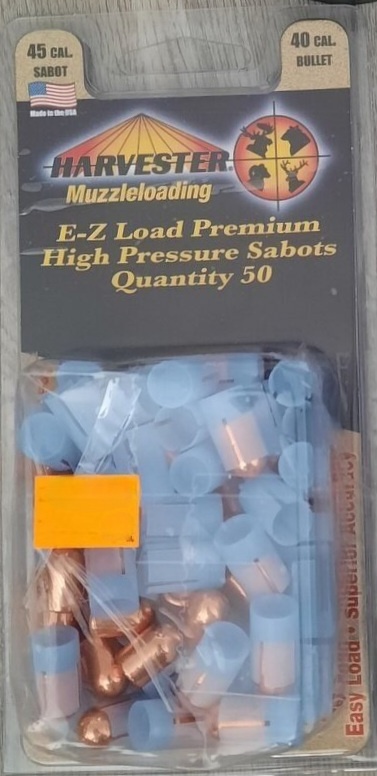 45 CAL.
SABOT
40 CAL.
BULLET
Made in the USA
HARVESTER
Muzzleloading
E-Z Load Premium
High Pressure Sabots
Quantity 50
Easy Load • Superior Accuracy